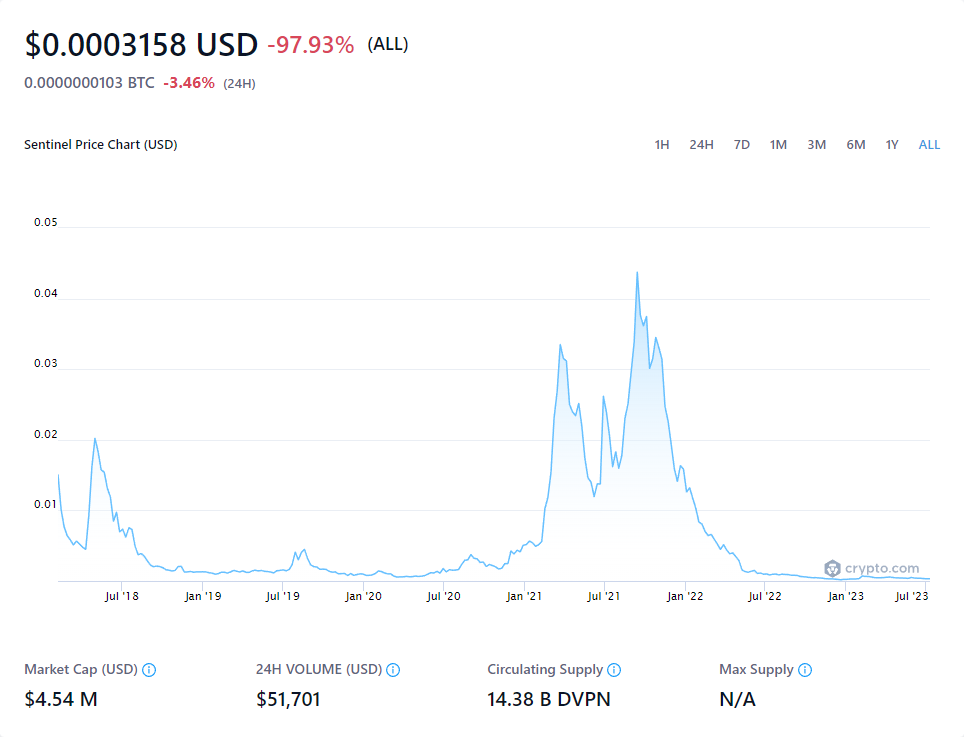 $0.0003158 USD -97.93% (ALL)
0.0000000103 BTC -3.46% (24H)
Sentinel Price Chart (USD) 1H 24H 7D 1M 3M 6M 1Y ALL
0.05
0.04
0.03
0.02
0.01
crypto.com
Jul '18 Jan '19 Jul '19 Jan '20 Jul '20 Jan '21 Jul '21 Jan '22 Jul '22 Jan '23 Jul '23
Market Cap (USD) 24H VOLUME (USD) Circulating Supply Max Supply
$4.54 M $51,701 14.38 B DVPN N/A